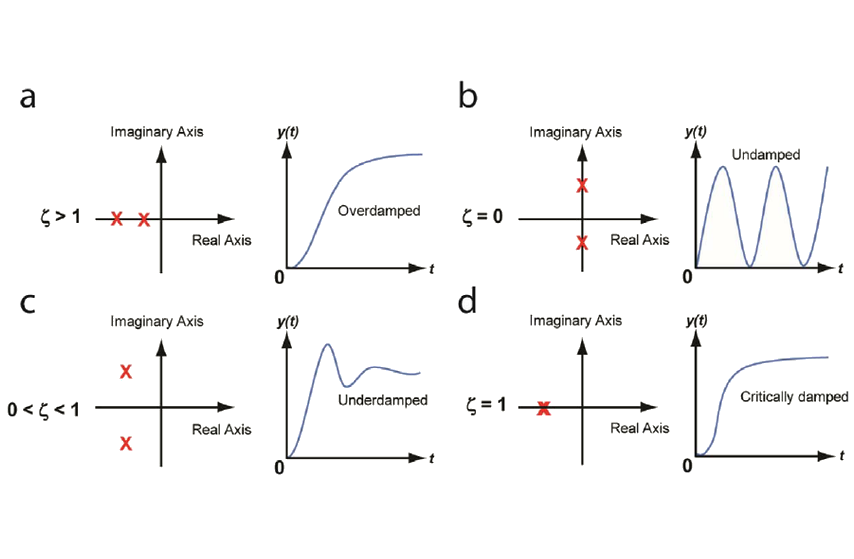 a
Imaginary Axis
y(t)
ζ > 1
X X
Real Axis
Overdamped
0
t
b
Imaginary Axis
y(t)
Undamped
ζ = 0
X
X
Real Axis
0
t
c
Imaginary Axis
y(t)
0 < ζ < 1
X
X
Real Axis
Underdamped
0
t
d
Imaginary Axis
y(t)
ζ = 1
X
Real Axis
Critically damped
0
t